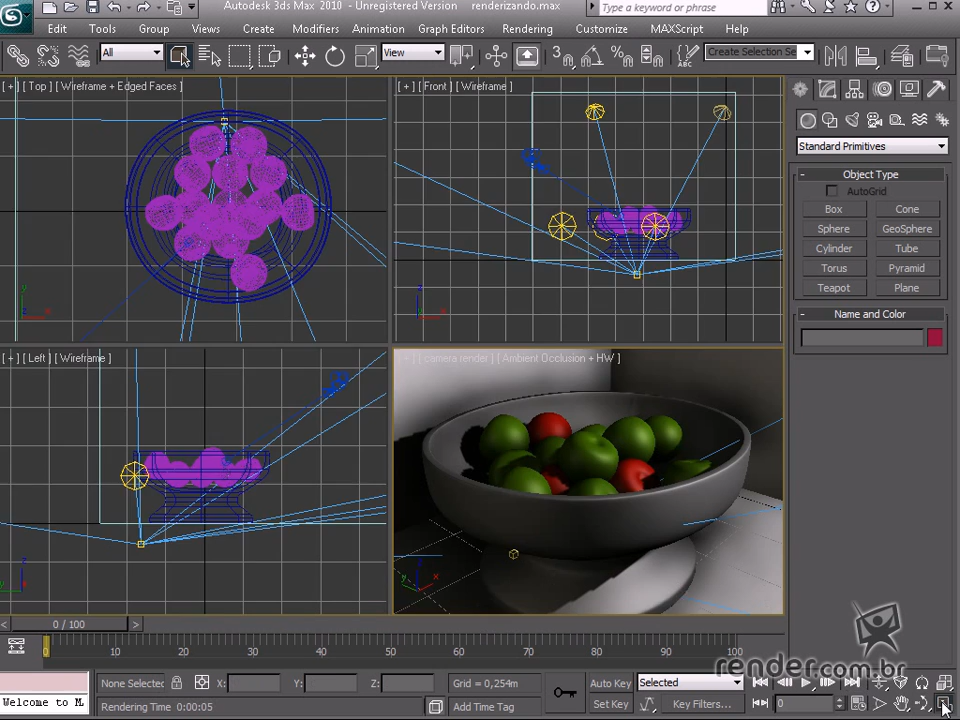 Autodesk 3ds Max 2010 - Unregistered Version renderizando.max
Type a keyword or phrase
Edit Tools Group Views Create Modifiers Animation Graph Editors Rendering Customize MAXScript Help
All View Create Selection Se
[ + ] [ Top ] [ Wireframe + Edged Faces ]
[ + ] [ Front ] [ Wireframe ]
Standard Primitives
- Object Type
AutoGrid
Box Cone
Sphere GeoSphere
Cylinder Tube
Torus Pyramid
Teapot Plane
- Name and Color
[ + ] [ Left ] [ Wireframe ]
[ + ] [ camera render ] [ Ambient Occlusion + HW ]
< 0 / 100 >
0 10 20 30 40 50 60 70 80 90 100
render.com.br
None Selected X: Y: Z: Grid = 0,254m Auto Key Selected
Welcome to M
Rendering Time 0:00:05 Add Time Tag Set Key Key Filters... 0